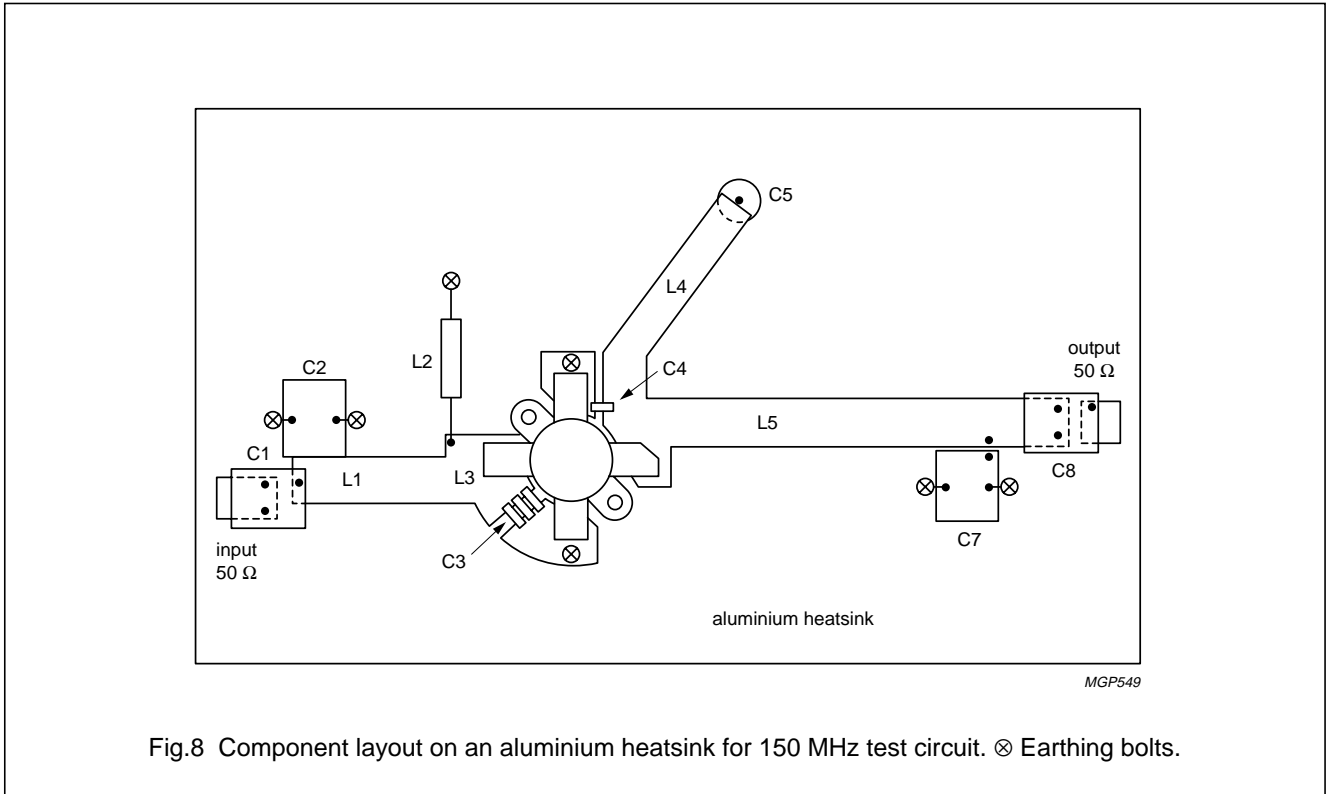 C5
L4
L2
C2
C4
output
50 Ω
C1
L1
L3
L5
C8
C7
C3
input
50 Ω
aluminium heatsink
MGP549
Fig.8 Component layout on an aluminium heatsink for 150 MHz test circuit. ⊗ Earthing bolts.